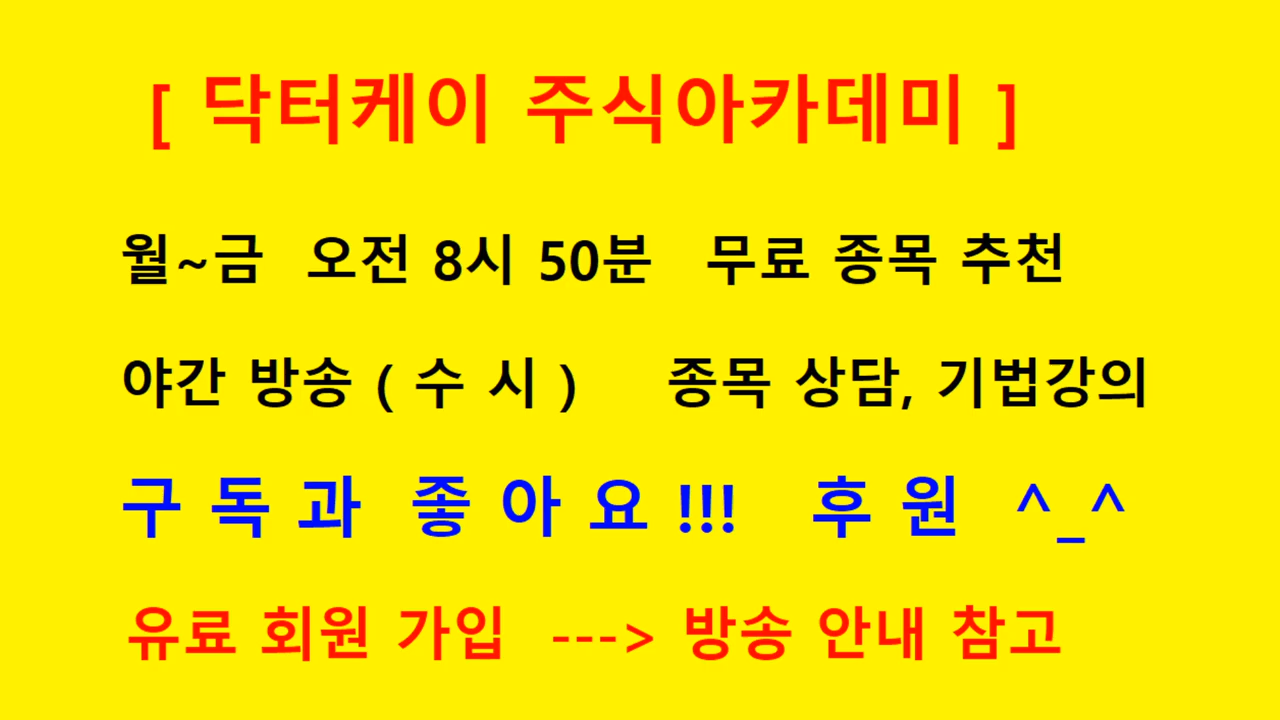 [ 닥터케이 주식아카데미 ]
월~금 오전 8시 50분 무료 종목 추천
야간 방송 ( 수 시 ) 종목 상담, 기법강의
구 독 과 좋 아 요 !!! 후 원 ^_^
유료 회원 가입 ---> 방송 안내 참고